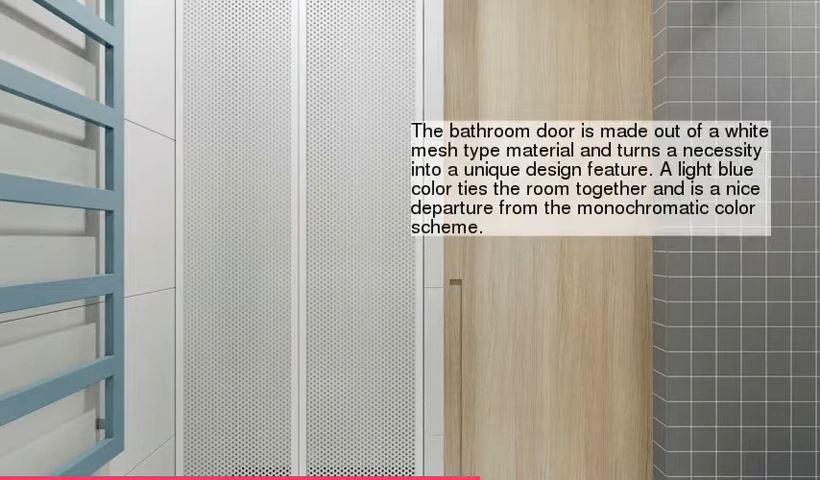 The bathroom door is made out of a white
mesh type material and turns a necessity
into a unique design feature. A light blue
color ties the room together and is a nice
departure from the monochromatic color
scheme.